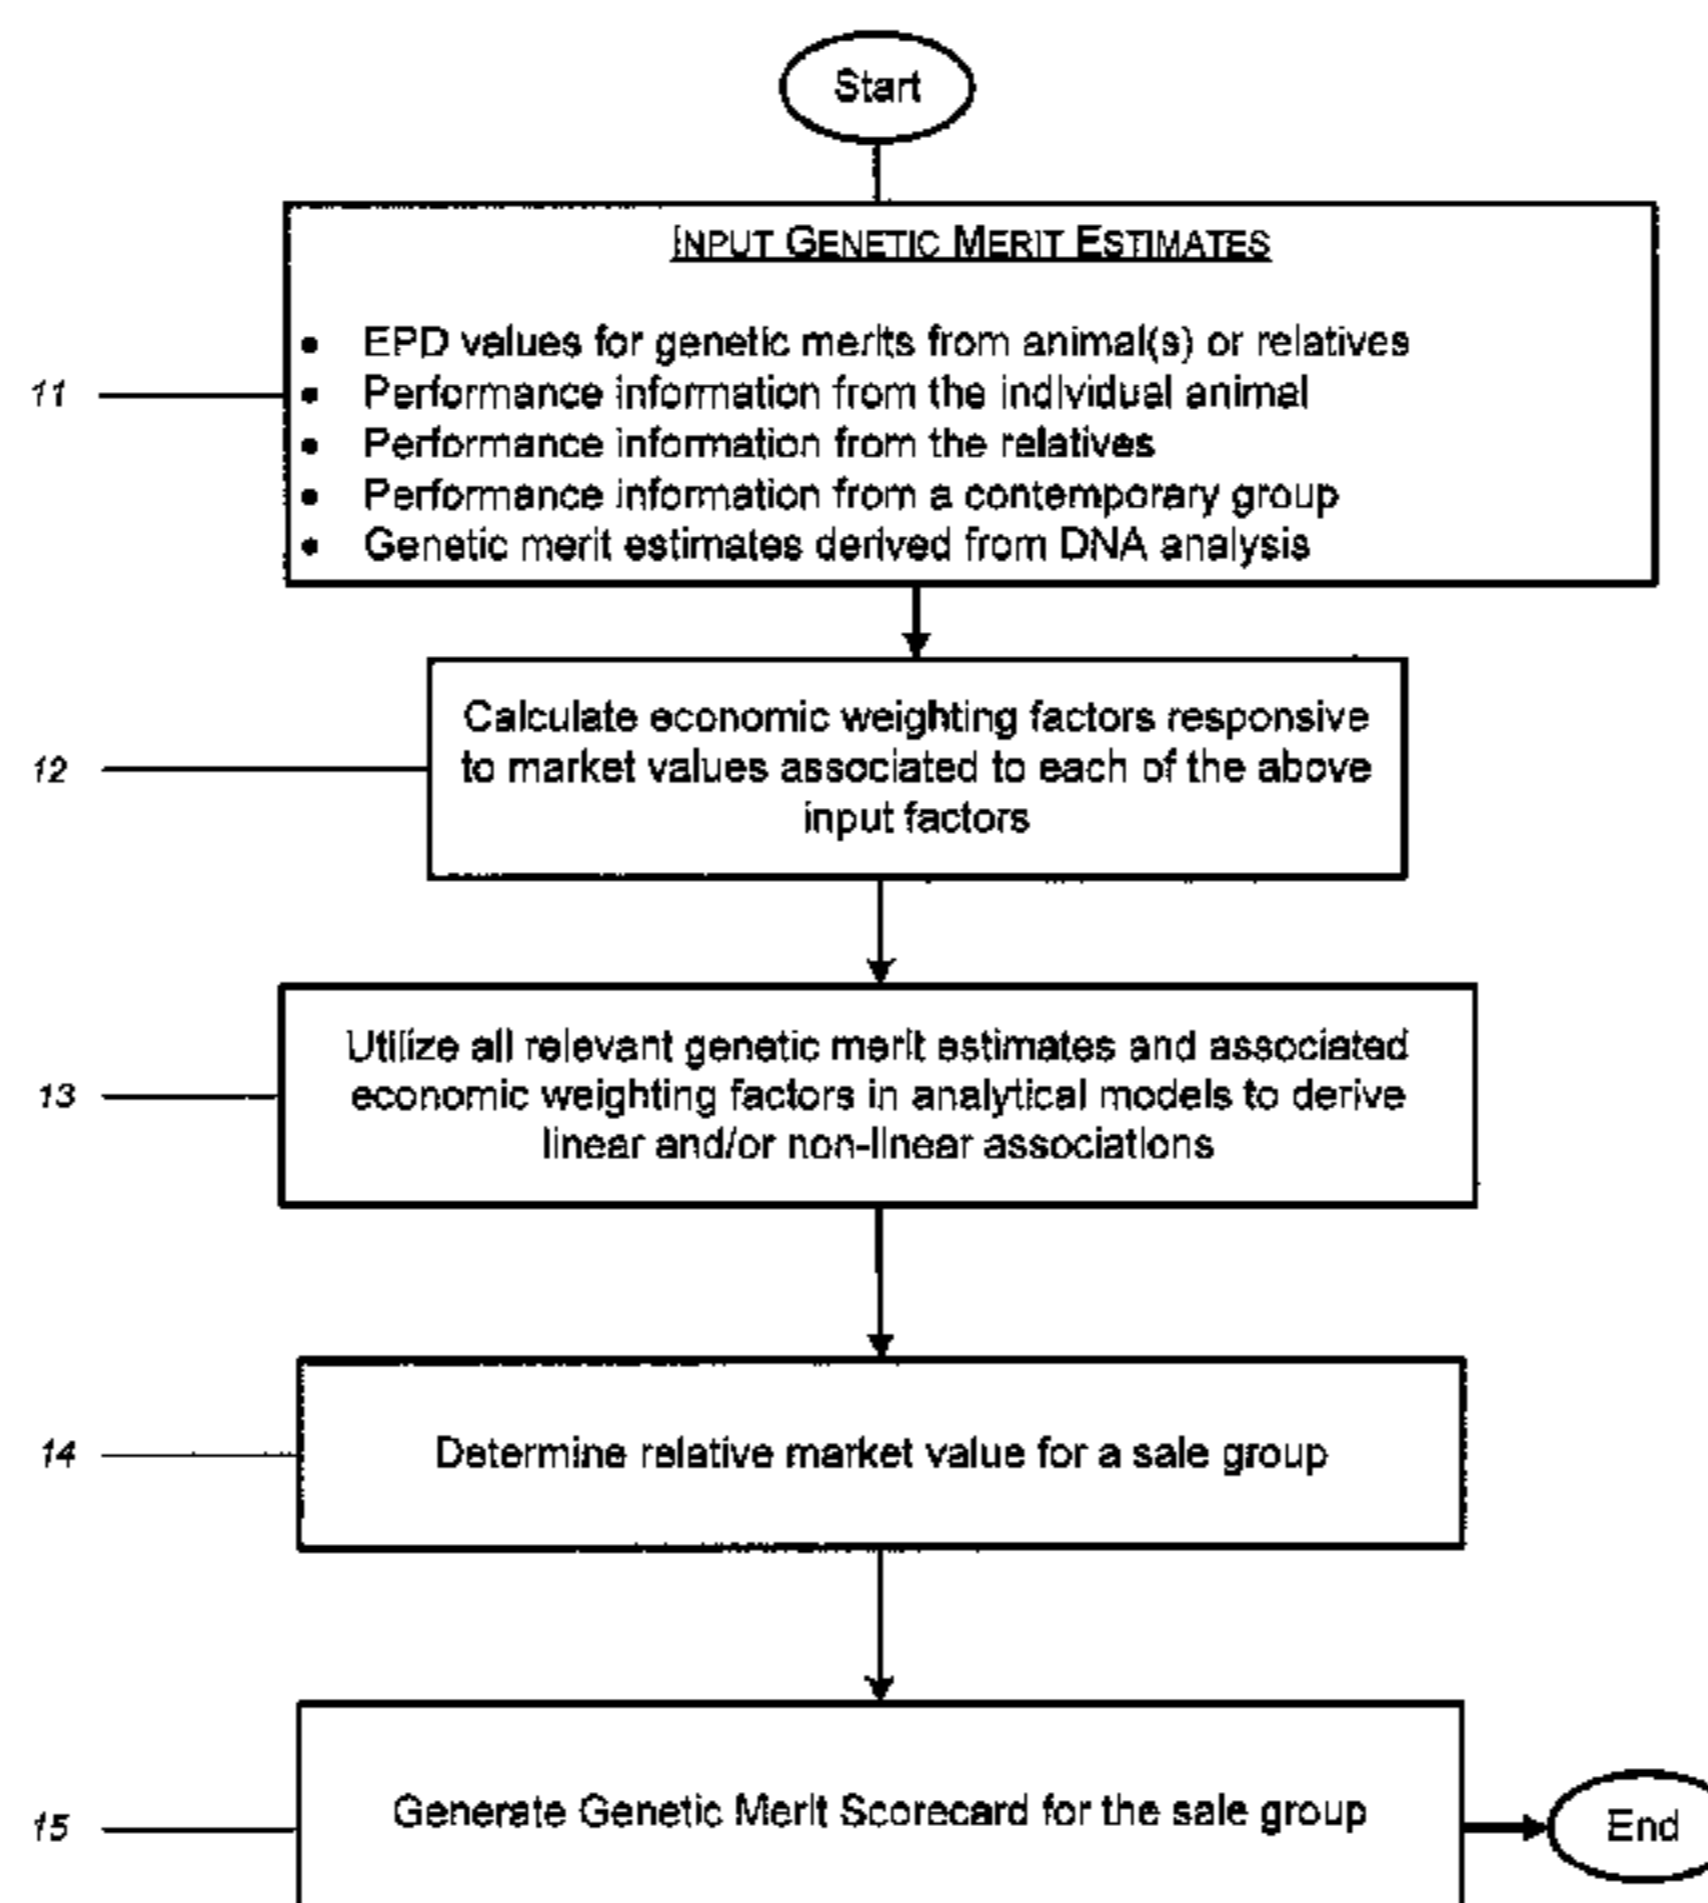 Start
INPUT GENETIC MERIT ESTIMATES
• EPD values for genetic merits from animal(s) or relatives
11
• Performance information from the individual animal
• Performance information from the relatives
• Performance information from a contemporary group
• Genetic merit estimates derived from DNA analysis
Calculate economic weighting factors responsive
12
to market values associated to each of the above
input factors
Utilize all relevant genetic merit estimates and associated
13
economic weighting factors in analytical models to derive
linear and/or non-linear associations
14
Determine relative market value for a sale group
15
Generate Genetic Merit Scorecard for the sale group
End